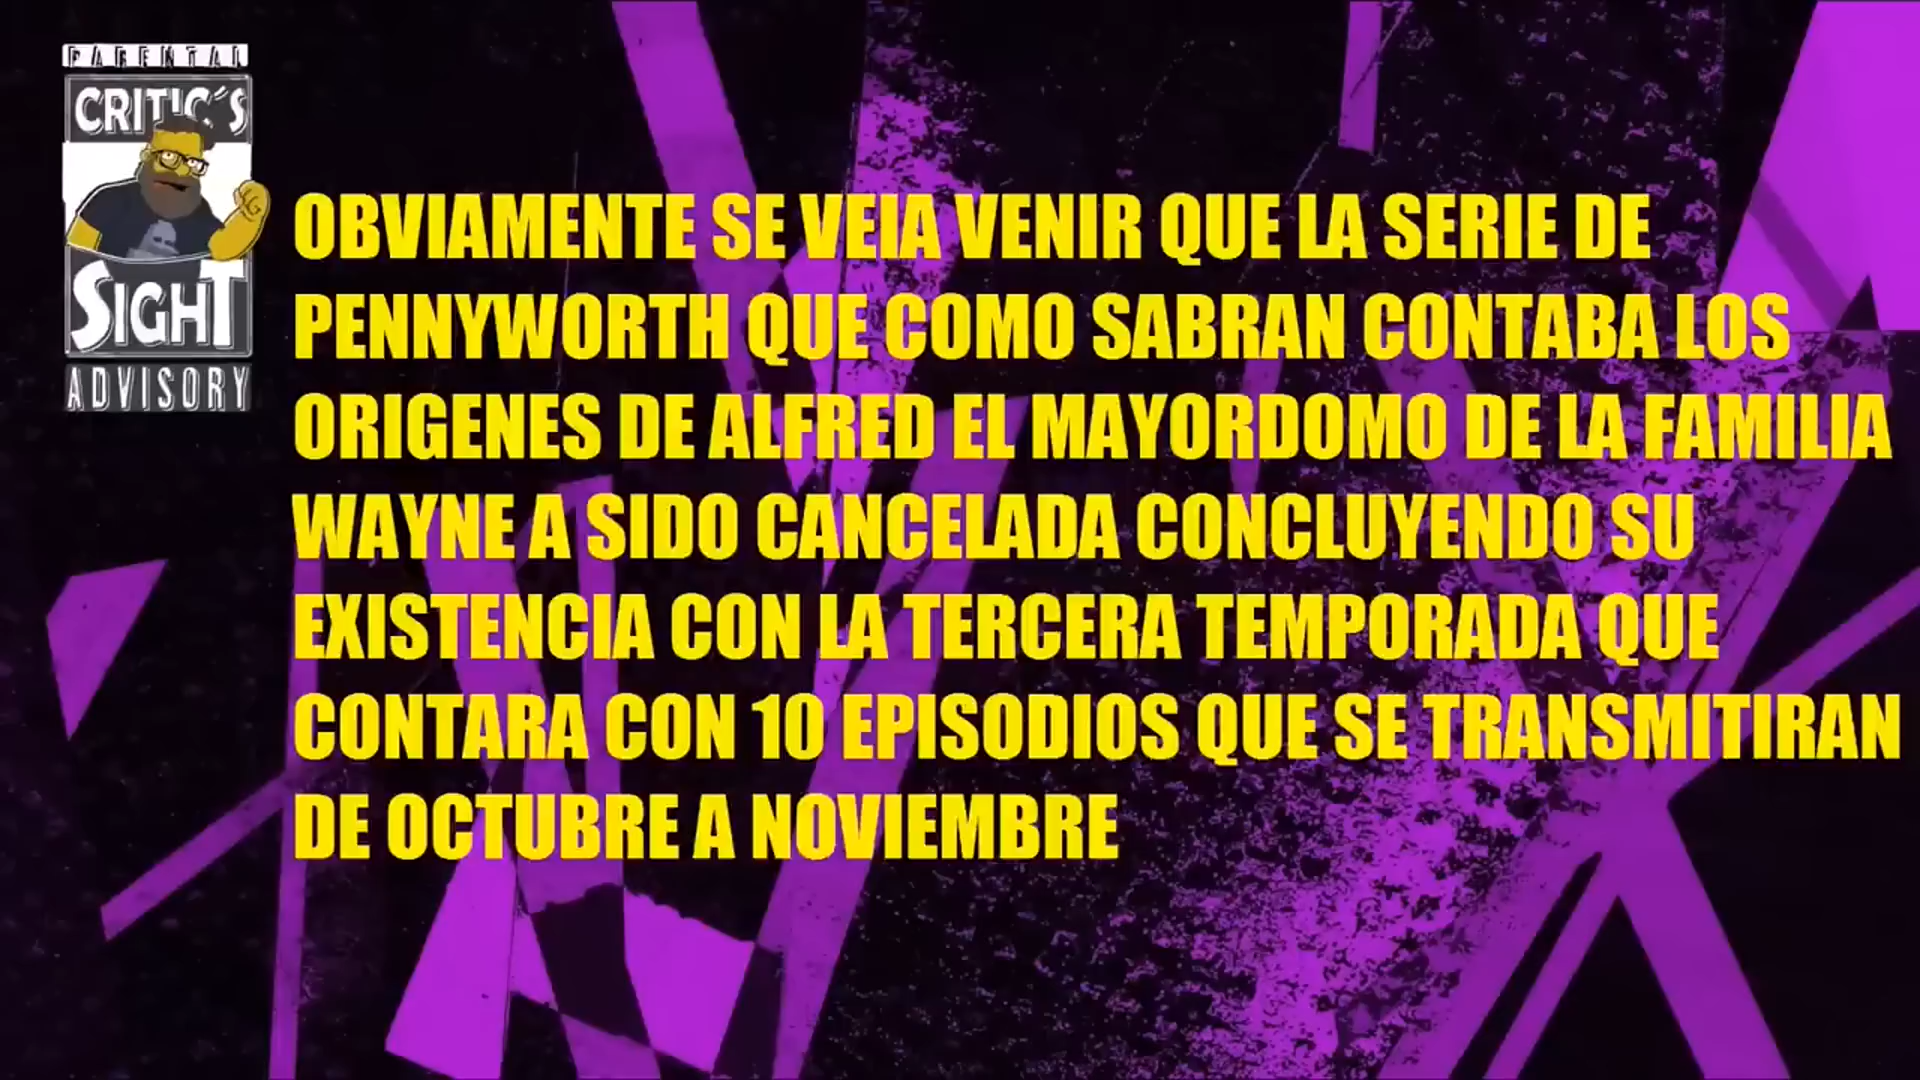 PARENTAL
CRITIC´S
SIGHT
ADVISORY
OBVIAMENTE SE VEIA VENIR QUE LA SERIE DE
PENNYWORTH QUE COMO SABRAN CONTABA LOS
ORIGENES DE ALFRED EL MAYORDOMO DE LA FAMILIA
WAYNE A SIDO CANCELADA CONCLUYENDO SU
EXISTENCIA CON LA TERCERA TEMPORADA QUE
CONTARA CON 10 EPISODIOS QUE SE TRANSMITIRAN
DE OCTUBRE A NOVIEMBRE